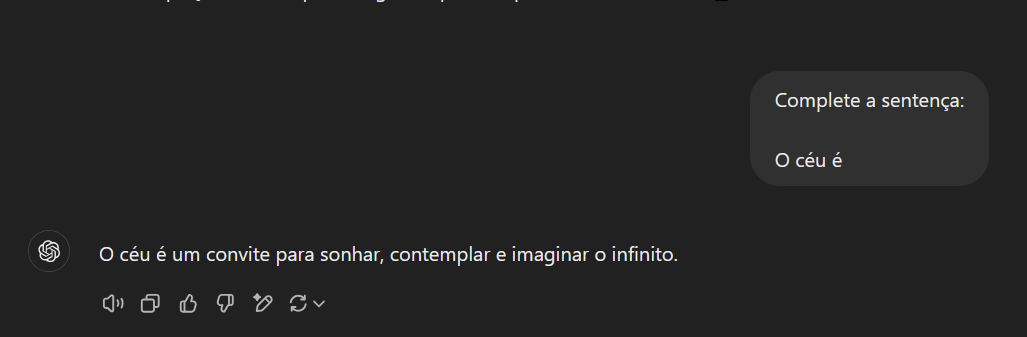 Complete a sentença:
O céu é
O céu é um convite para sonhar, contemplar e imaginar o infinito.